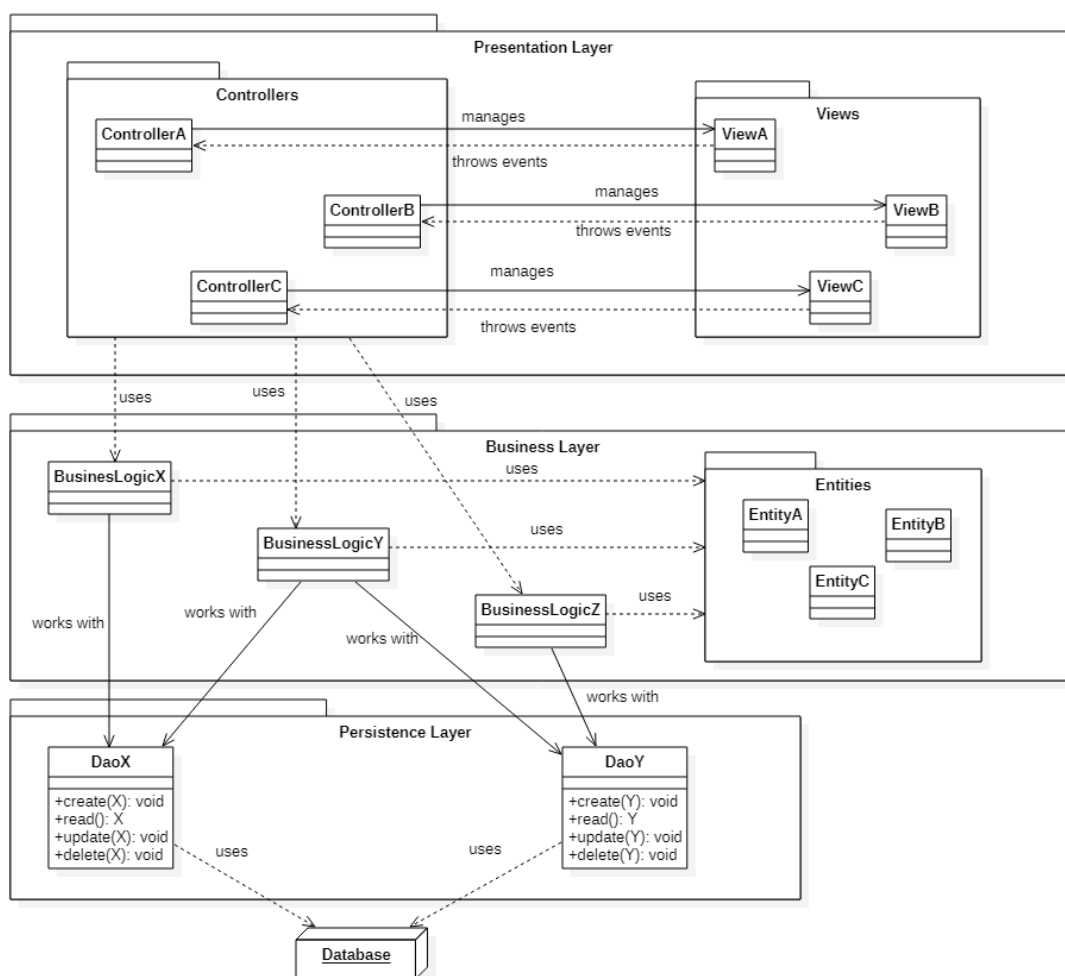 Presentation Layer
Controllers
Views
ControllerA
manages
ViewA
throws events
ControllerB
manages
ViewB
throws events
ControllerC
manages
ViewC
throws events
uses
uses
uses
Business Layer
BusinesLogicX
uses
Entities
EntityA
EntityB
BusinessLogicY
uses
EntityC
BusinessLogicZ
uses
works with
works with
works with
works with
Persistence Layer
DaoX
+create(X): void
+read(): X
+update(X): void
+delete(X): void
DaoY
+create(Y): void
+read(): Y
+update(Y): void
+delete(Y): void
uses
uses
Database